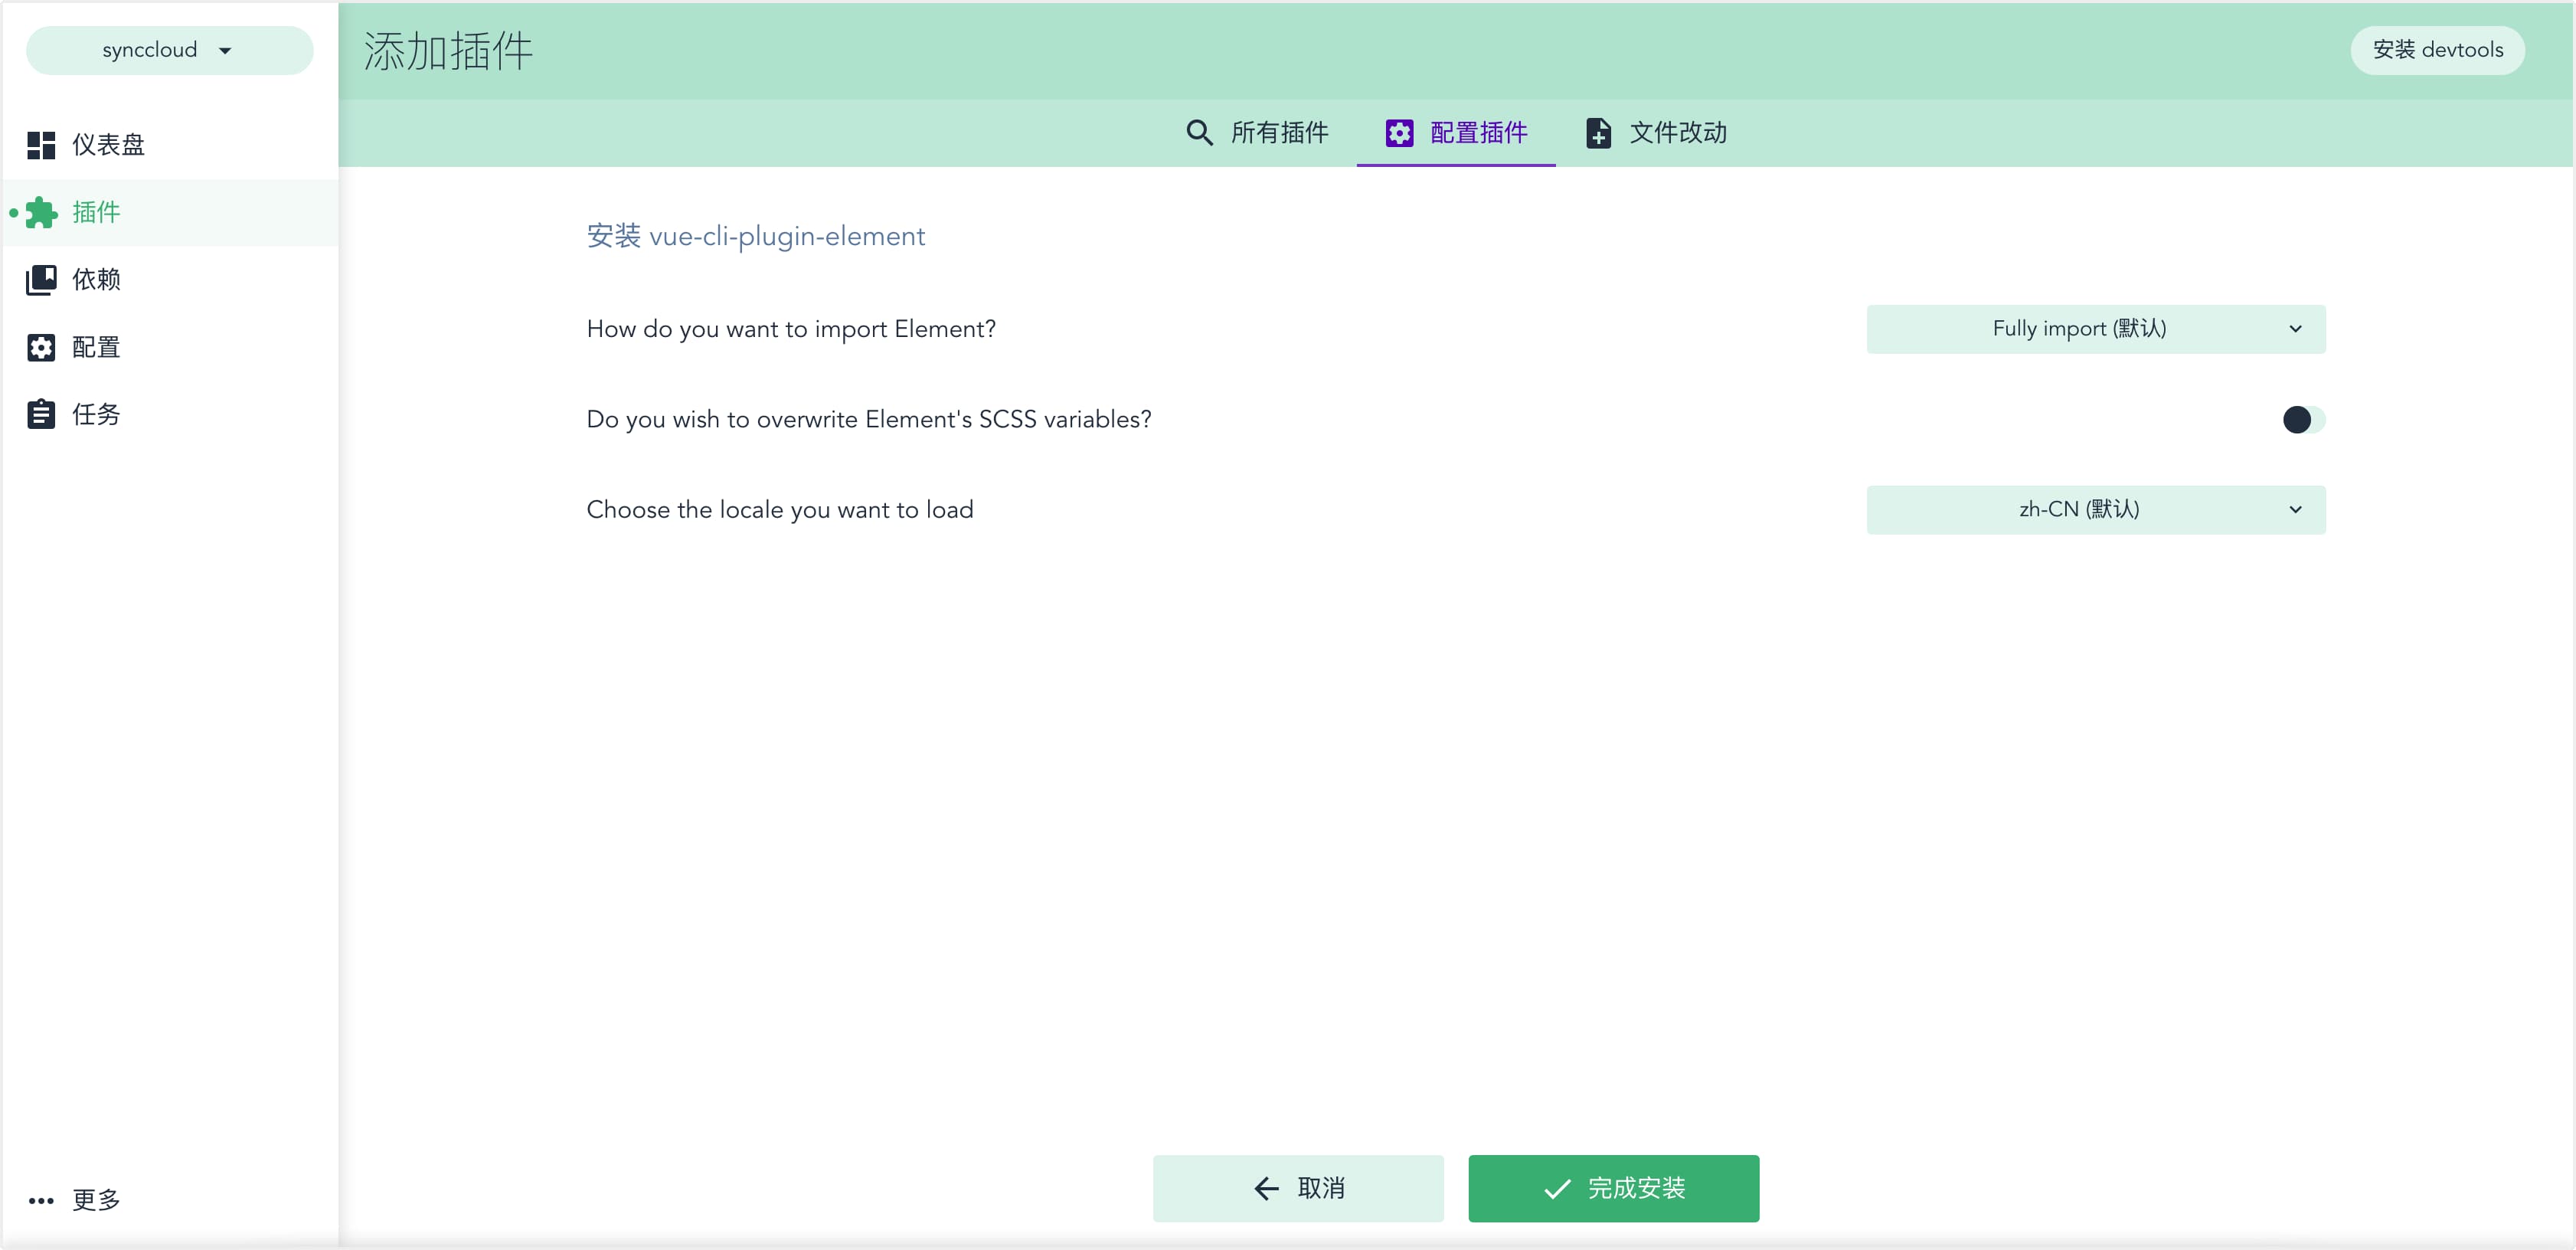 synccloud
仪表盘
插件
依赖
配置
任务
更多
添加插件
安装 devtools
所有插件
配置插件
文件改动
安装 vue-cli-plugin-element
How do you want to import Element?
Fully import (默认)
Do you wish to overwrite Element's SCSS variables?
Choose the locale you want to load
zh-CN (默认)
取消
完成安装